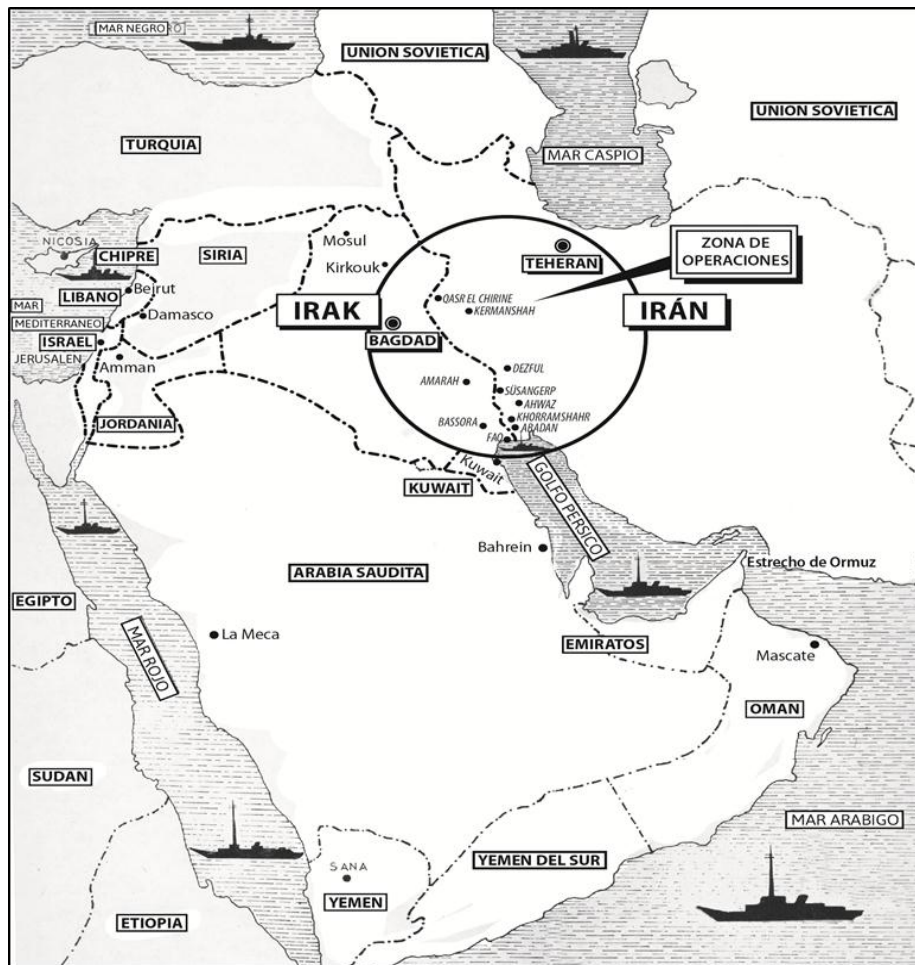 MAR NEGRO
UNION SOVIETICA
UNION SOVIETICA
TURQUIA
MAR CASPIO
NICOSIA
CHIPRE
SIRIA
Mosul
Kirkouk
TEHERAN
ZONA DE
OPERACIONES
LIBANO
Beirut
MAR
MEDITERRANEO
Damasco
IRAK
BAGDAD
QASR EL CHIRINE
KERMANSHAH
IRÁN
ISRAEL
JERUSALEN
Amman
JORDANIA
AMARAH
DEZFUL
SÜSANGERP
AHWAZ
KHORRAMSHAHR
ABADAN
BASSORA
FAO
Kuwait
KUWAIT
GOLFO PERSICO
Bahrein
Estrecho de Ormuz
ARABIA SAUDITA
EGIPTO
MAR ROJO
La Meca
EMIRATOS
Mascate
OMAN
SUDAN
MAR ARABIGO
YEMEN DEL SUR
SANA
YEMEN
ETIOPIA